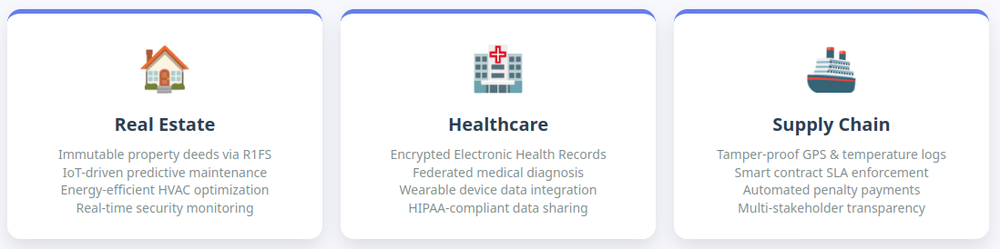 Real Estate
Immutable property deeds via R1FS
IoT-driven predictive maintenance
Energy-efficient HVAC optimization
Real-time security monitoring
Healthcare
Encrypted Electronic Health Records
Federated medical diagnosis
Wearable device data integration
HIPAA-compliant data sharing
Supply Chain
Tamper-proof GPS & temperature logs
Smart contract SLA enforcement
Automated penalty payments
Multi-stakeholder transparency